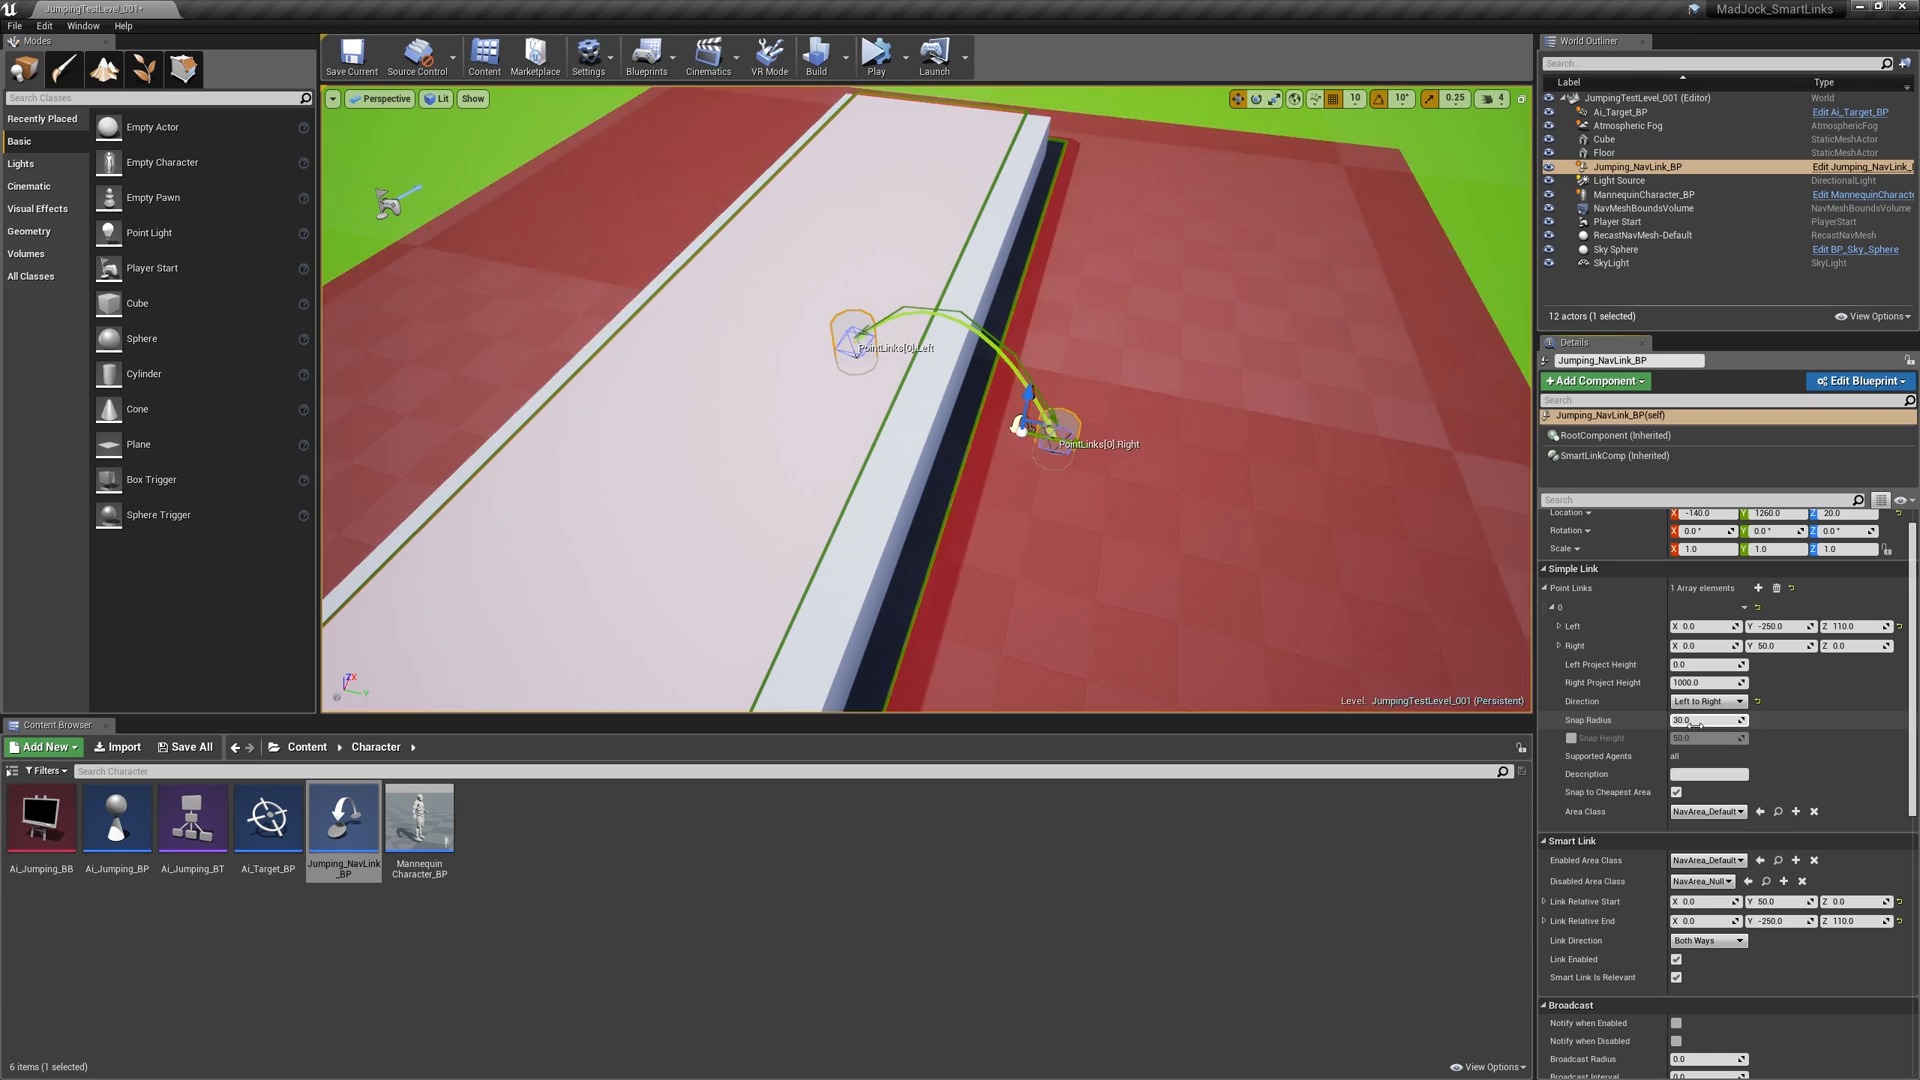 JumpingTestLevel_001*
MadJock_SmartLinks
File Edit Window Help
Modes
World Outliner
Save Current Source Control Content Marketplace Settings Blueprints Cinematics VR Mode Build Play Launch
Search...
Label Type
Search Classes
Perspective Lit Show 10 10° 0.25 4
JumpingTestLevel_001 (Editor) World
Ai_Target_BP Edit Ai_Target_BP
Atmospheric Fog AtmosphericFog
Cube StaticMeshActor
Floor StaticMeshActor
Jumping_NavLink_BP Edit Jumping_NavLink_
Light Source DirectionalLight
MannequinCharacter_BP Edit MannequinCharact
NavMeshBoundsVolume NavMeshBoundsVolume
Player Start PlayerStart
RecastNavMesh-Default RecastNavMesh
Sky Sphere Edit BP_Sky_Sphere
SkyLight SkyLight
12 actors (1 selected) View Options
Recently Placed
Basic
Lights
Cinematic
Visual Effects
Geometry
Volumes
All Classes
Empty Actor
Empty Character
Empty Pawn
Point Light
Player Start
Cube
Sphere
Cylinder
Cone
Plane
Box Trigger
Sphere Trigger
PointLinks[0].Left
PointLinks[0].Right
Z X
Y
Level: JumpingTestLevel_001 (Persistent)
Details
Jumping_NavLink_BP
+Add Component Edit Blueprint
Search
Jumping_NavLink_BP(self)
RootComponent (Inherited)
SmartLinkComp (Inherited)
Search
Location X -140.0 Y 1260.0 Z 20.0
Rotation X 0.0 ° Y 0.0 ° Z 0.0 °
Scale X 1.0 Y 1.0 Z 1.0
Simple Link
Point Links 1 Array elements
0
Left X 0.0 Y -250.0 Z 110.0
Right X 0.0 Y 50.0 Z 0.0
Left Project Height 0.0
Right Project Height 1000.0
Direction Left to Right
Snap Radius 30.0
Snap Height 50.0
Supported Agents all
Description
Snap to Cheapest Area
Area Class NavArea_Default
Smart Link
Enabled Area Class NavArea_Default
Disabled Area Class NavArea_Null
Link Relative Start X 0.0 Y 50.0 Z 0.0
Link Relative End X 0.0 Y -250.0 Z 110.0
Link Direction Both Ways
Link Enabled
Smart Link Is Relevant
Broadcast
Notify when Enabled
Notify when Disabled
Broadcast Radius 0.0
Broadcast Interval 0.0
Content Browser
Add New Import Save All Content Character
Filters Search Character
Ai_Jumping_BB
Ai_Jumping_BP
Ai_Jumping_BT
Ai_Target_BP
Jumping_NavLink
_BP
Mannequin
Character_BP
6 items (1 selected) View Options